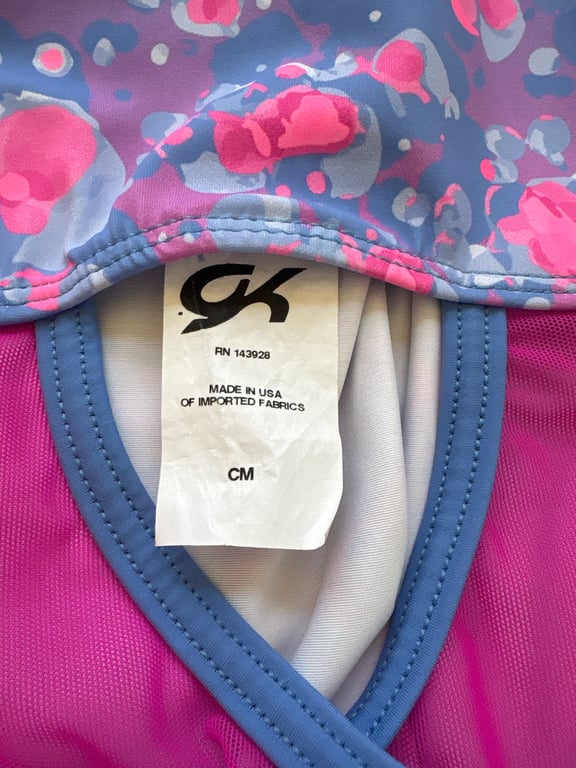 GK
RN 143928
MADE IN USA
OF IMPORTED FABRICS
CM